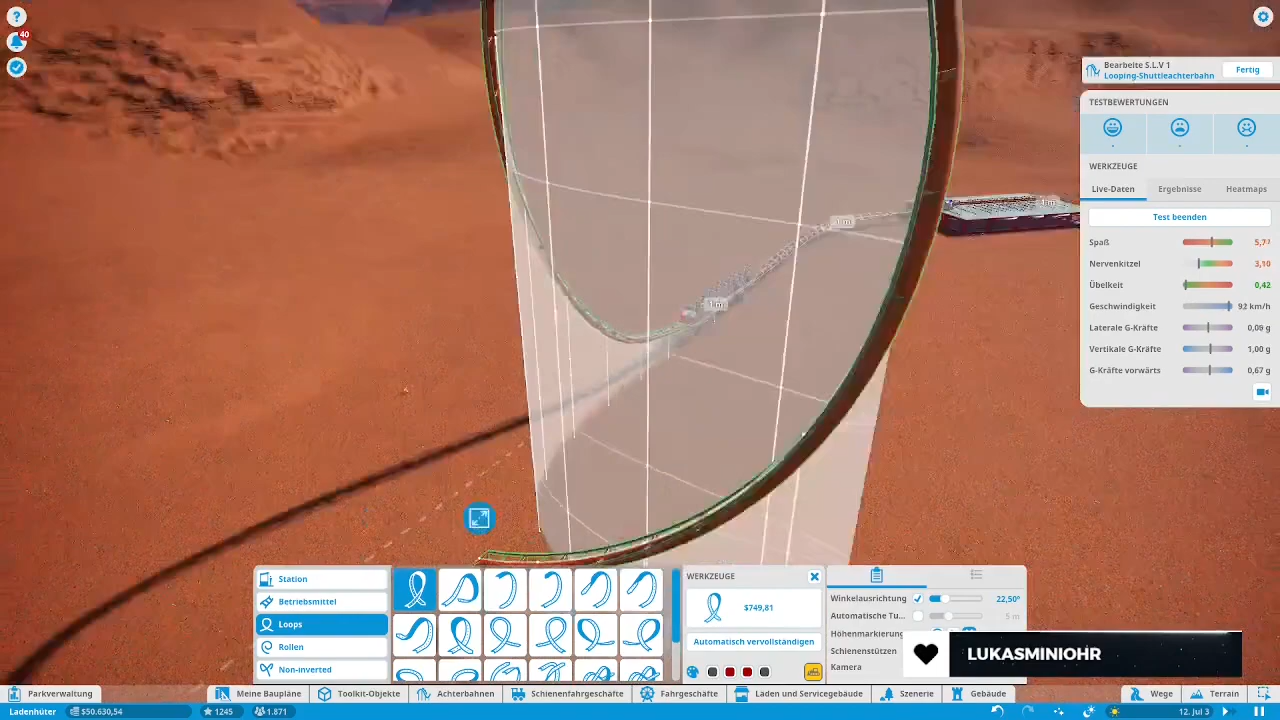 40
Bearbeite S.L.V 1
Looping-Shuttleachterbahn
Fertig
TESTBEWERTUNGEN
WERKZEUGE
Live-Daten Ergebnisse Heatmaps
Test beenden
Spaß
Nervenkitzel 3,10
Übelkeit 0,42
Geschwindigkeit 92 km/h
Laterale G-Kräfte 0,09 g
Vertikale G-Kräfte 1,00 g
G-Kräfte vorwärts 0,67 g
1 m
Station
Betriebsmittel
Loops
Rollen
Non-inverted
WERKZEUGE
$749,81
Automatisch vervollständigen
Winkelausrichtung 22,50°
Automatische Tu... 5 m
Höhenmarkierung
Schienenstützen
Kamera
LUKASMINIOHR
Parkverwaltung Meine Baupläne Toolkit-Objekte Achterbahnen Schienenfahrgeschäfte Fahrgeschäfte Läden und Servicegebäude Szenerie Gebäude Wege Terrain
Ladenhüter $50.630,54 1245 1.871 12. Jul 3